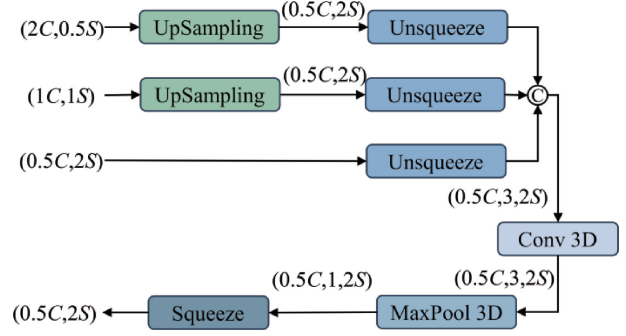 (2C,0.5S) UpSampling (0.5C,2S) Unsqueeze
(1C,1S) UpSampling (0.5C,2S) Unsqueeze C
(0.5C,2S) Unsqueeze
(0.5C,3,2S)
Conv 3D
(0.5C,3,2S)
(0.5C,2S) Squeeze (0.5C,1,2S) MaxPool 3D